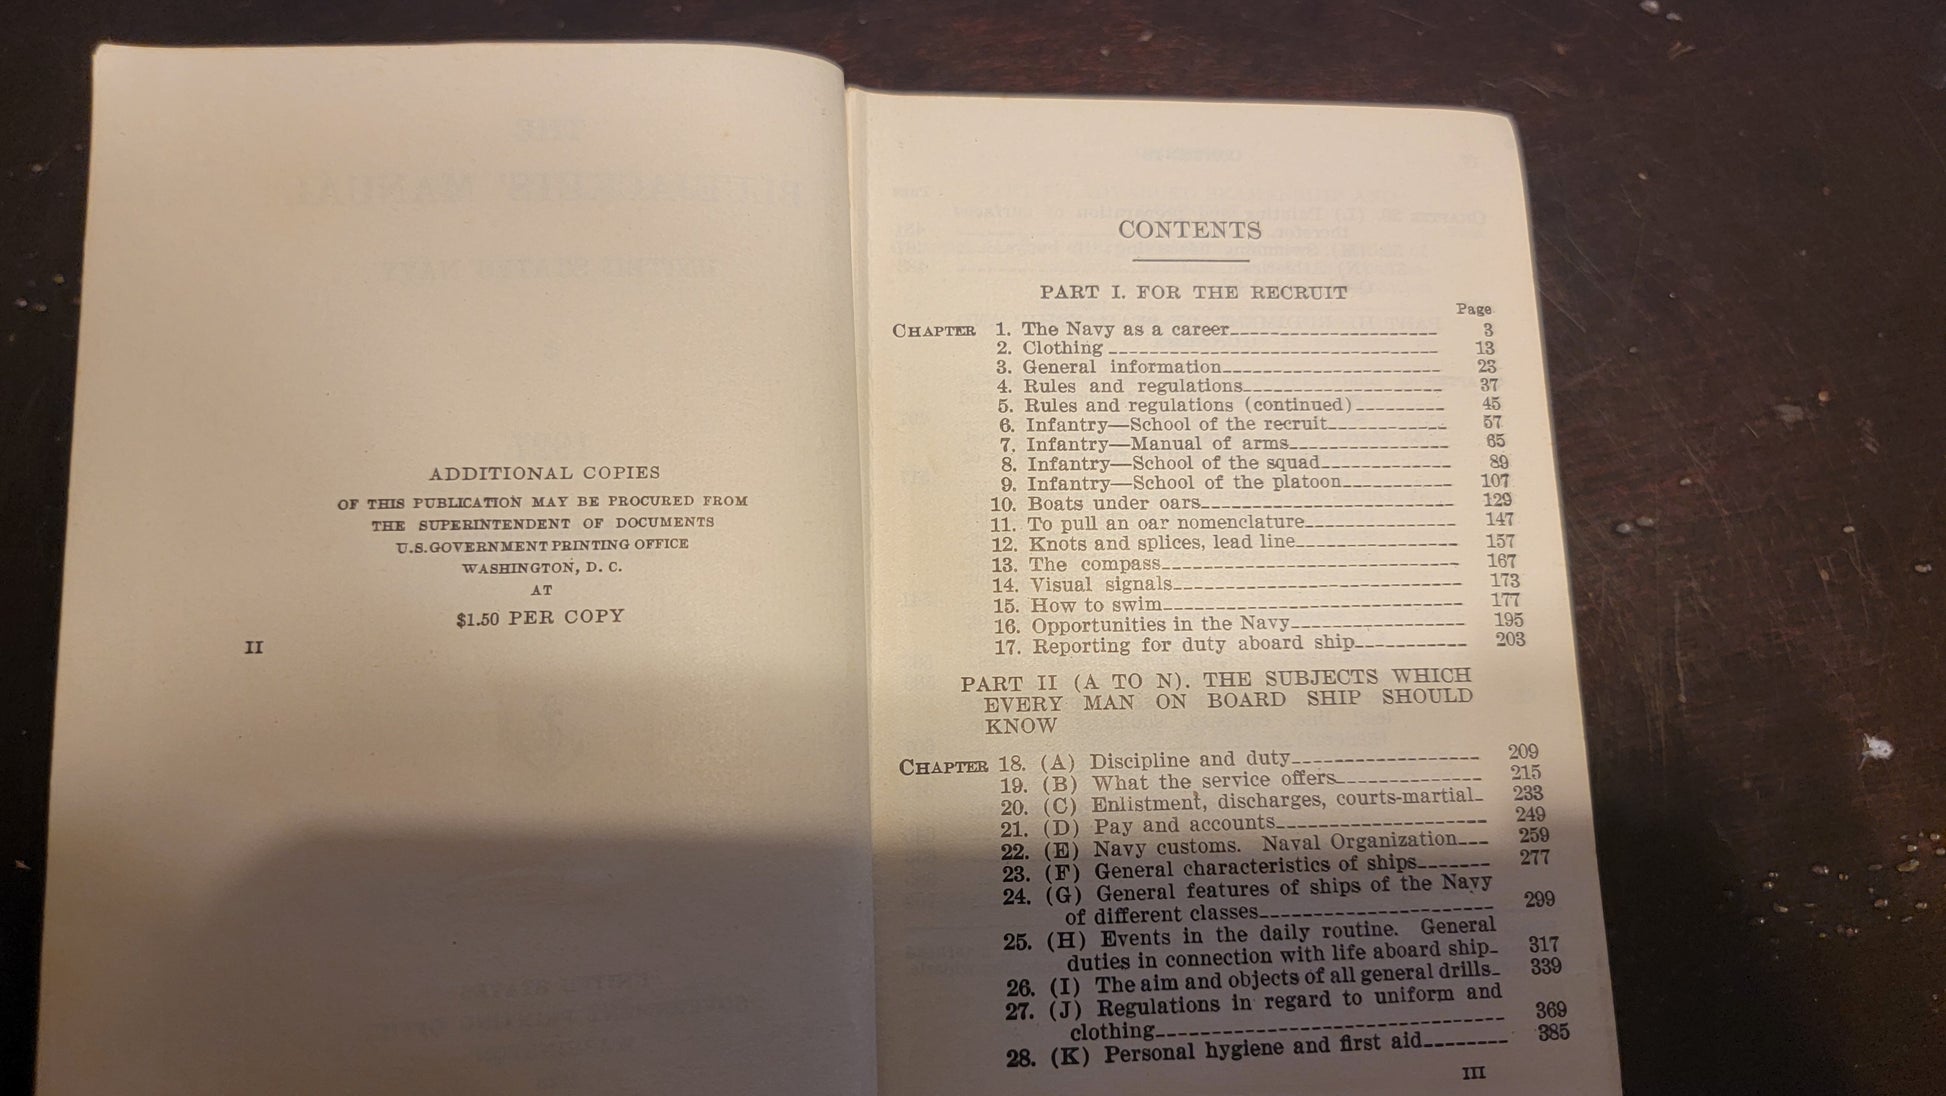 ADDITIONAL COPIES
OF THIS PUBLICATION MAY BE PROCURED FROM
THE SUPERINTENDENT OF DOCUMENTS
U.S.GOVERNMENT PRINTING OFFICE
WASHINGTON, D. C.
AT
$1.50 PER COPY
II
CONTENTS
PART I. FOR THE RECRUIT
Page
CHAPTER 1. The Navy as a career 3
2. Clothing 13
3. General information 23
4. Rules and regulations 37
5. Rules and regulations (continued) 45
6. Infantry—School of the recruit 57
7. Infantry—Manual of arms 65
8. Infantry—School of the squad 89
9. Infantry—School of the platoon 107
10. Boats under oars 129
11. To pull an oar nomenclature 147
12. Knots and splices, lead line 157
13. The compass 167
14. Visual signals 173
15. How to swim 177
16. Opportunities in the Navy 195
17. Reporting for duty aboard ship 203
PART II (A TO N). THE SUBJECTS WHICH
EVERY MAN ON BOARD SHIP SHOULD
KNOW
CHAPTER 18. (A) Discipline and duty 209
19. (B) What the service offers 215
20. (C) Enlistment, discharges, courts-martial 233
21. (D) Pay and accounts 249
22. (E) Navy customs. Naval Organization 259
23. (F) General characteristics of ships 277
24. (G) General features of ships of the Navy
of different classes 299
25. (H) Events in the daily routine. General
duties in connection with life aboard ship 317
26. (I) The aim and objects of all general drills 339
27. (J) Regulations in regard to uniform and
clothing 369
28. (K) Personal hygiene and first aid 385
III